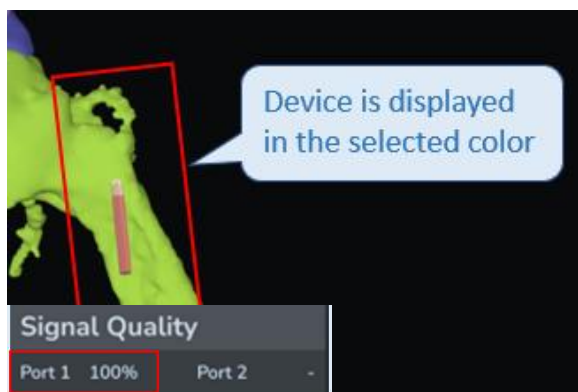 Device is displayed
in the selected color
Signal Quality
Port 1 100% Port 2 -